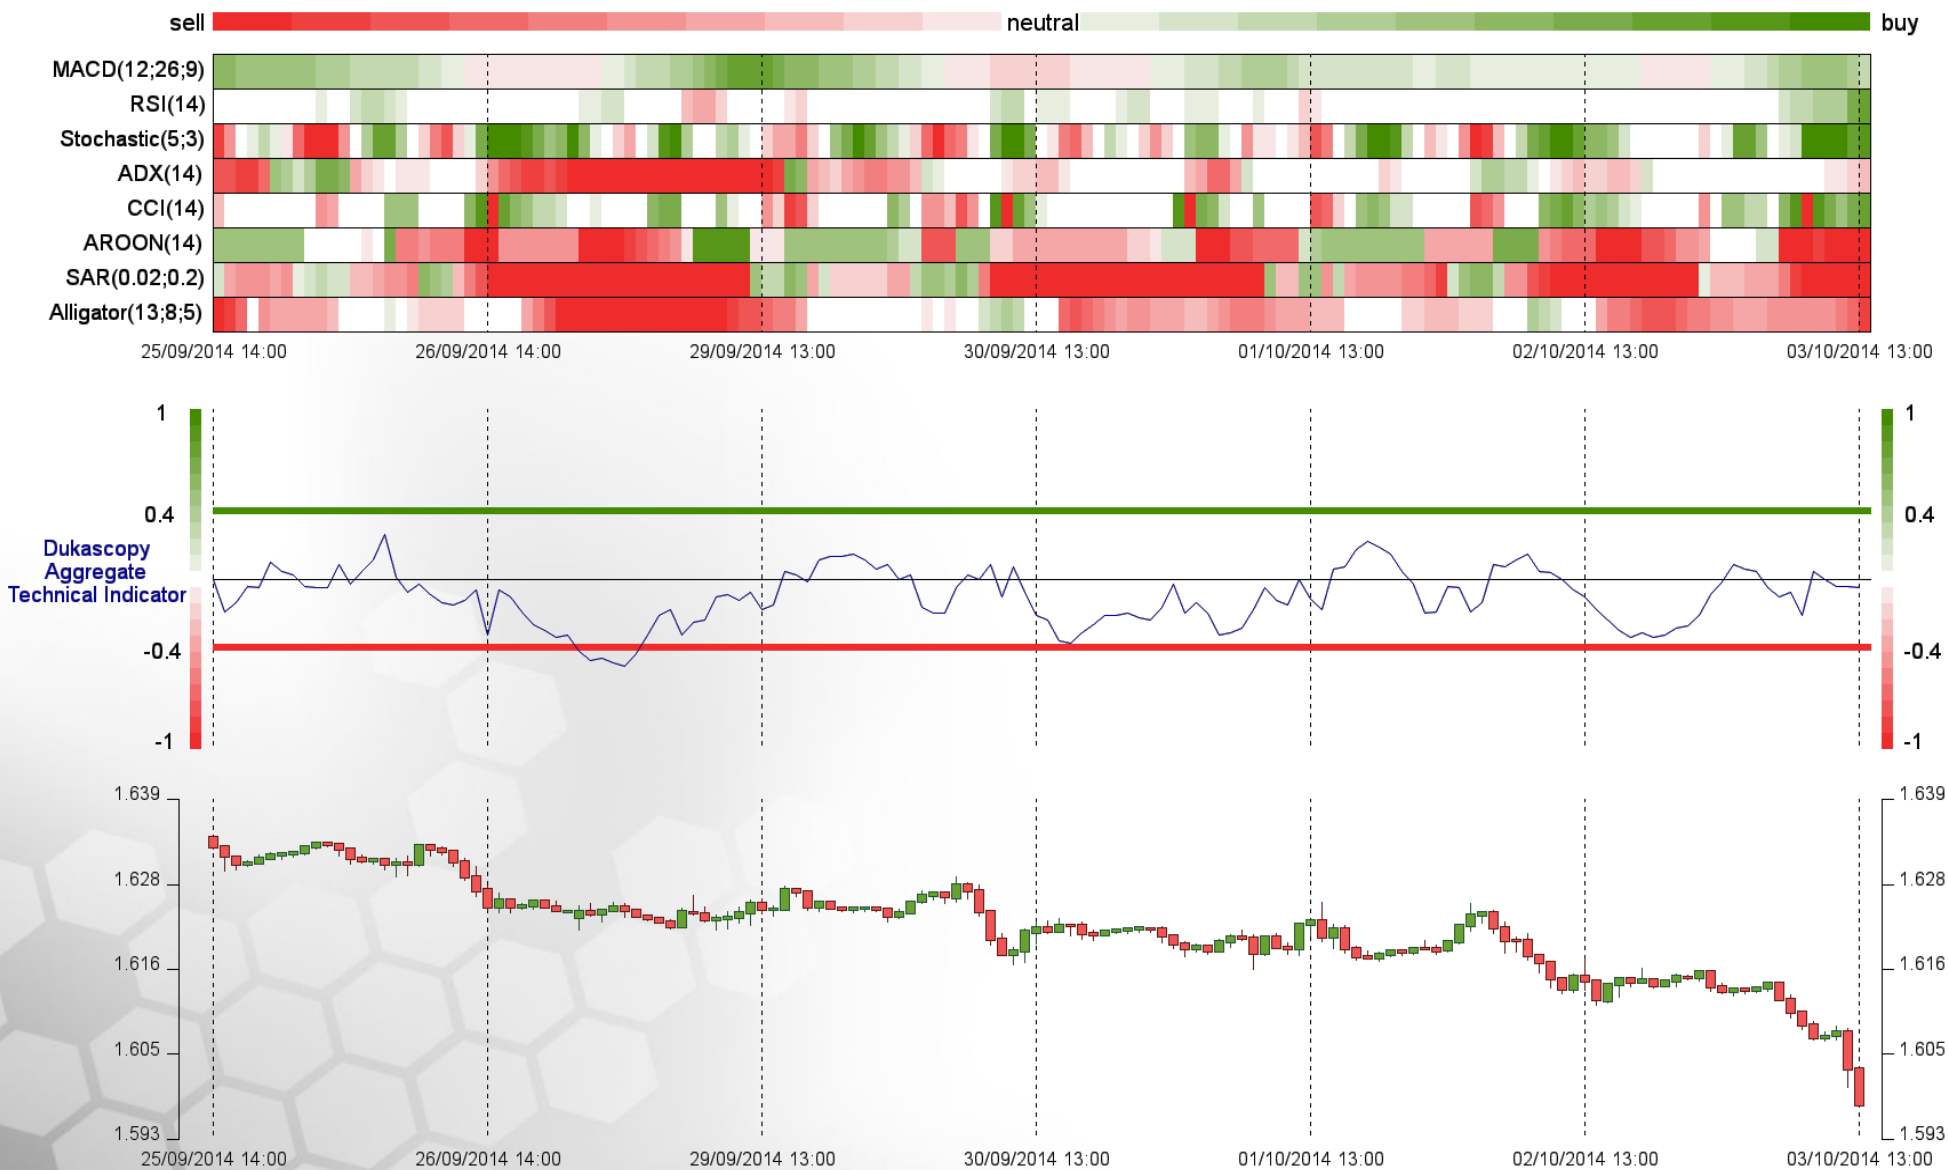 sell neutral buy
MACD(12;26;9)
RSI(14)
Stochastic(5;3)
ADX(14)
CCI(14)
AROON(14)
SAR(0.02;0.2)
Alligator(13;8;5)
25/09/2014 14:00 26/09/2014 14:00 29/09/2014 13:00 30/09/2014 13:00 01/10/2014 13:00 02/10/2014 13:00 03/10/2014 13:00
1 1
0.4 0.4
Dukascopy
Aggregate
Technical Indicator
-0.4 -0.4
-1 -1
1.639 1.639
1.628 1.628
1.616 1.616
1.605 1.605
1.593 1.593
25/09/2014 14:00 26/09/2014 14:00 29/09/2014 13:00 30/09/2014 13:00 01/10/2014 13:00 02/10/2014 13:00 03/10/2014 13:00